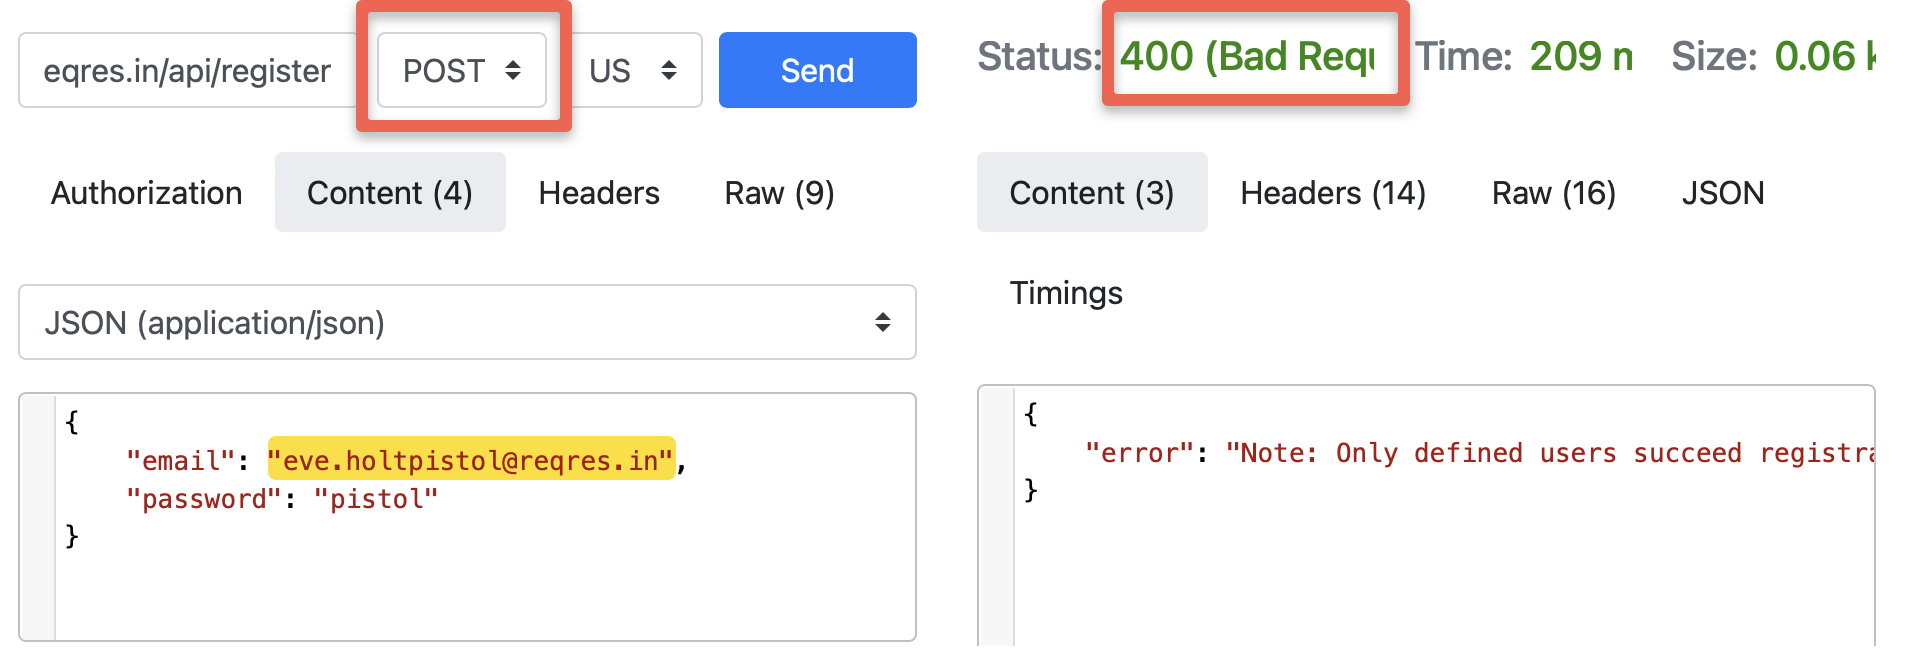 eqres.in/api/register POST US Send
Status: 400 (Bad Requ Time: 209 n Size: 0.06 k
Authorization Content (4) Headers Raw (9)
Content (3) Headers (14) Raw (16) JSON
Timings
JSON (application/json)
{
"email": "eve.holtpistol@reqres.in",
"password": "pistol"
}
{
"error": "Note: Only defined users succeed registra
}